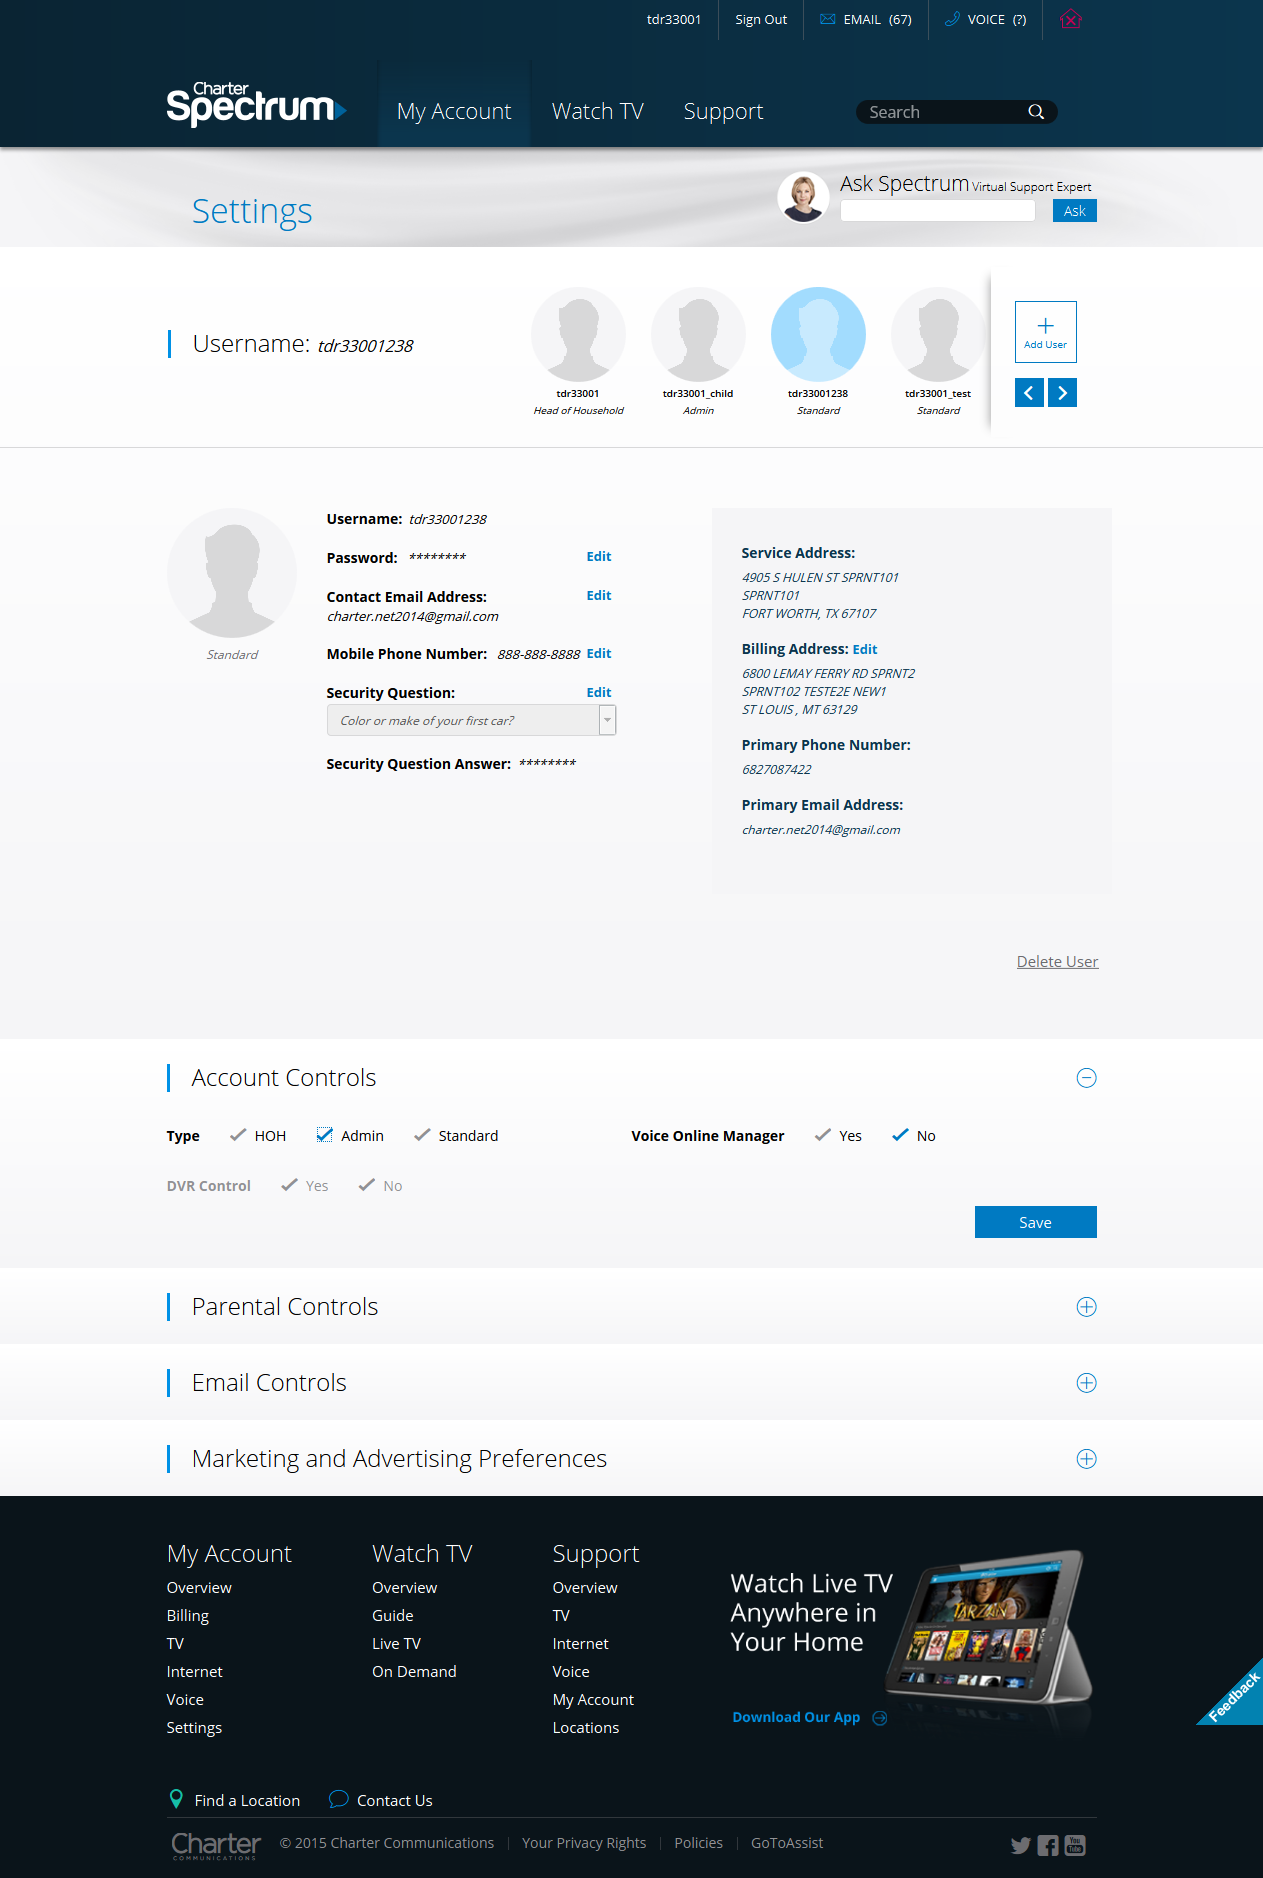 tdr33001
Sign Out
EMAIL (67)
VOICE (?)
Charter
Spectrum
My Account
Watch TV
Support
Search
Settings
Ask Spectrum Virtual Support Expert
Ask
Username: tdr33001238
tdr33001
Head of Household
tdr33001_child
Admin
tdr33001238
Standard
tdr33001_test
Standard
Add User
Standard
Username: tdr33001238
Password: ******** Edit
Contact Email Address: Edit
charter.net2014@gmail.com
Mobile Phone Number: 888-888-8888 Edit
Security Question: Edit
Color or make of your first car?
Security Question Answer: ********
Service Address:
4905 S HULEN ST SPRNT101
SPRNT101
FORT WORTH, TX 67107
Billing Address: Edit
6800 LEMAY FERRY RD SPRNT2
SPRNT102 TESTE2E NEW1
ST LOUIS , MT 63129
Primary Phone Number:
6827087422
Primary Email Address:
charter.net2014@gmail.com
Delete User
Account Controls
Type HOH Admin Standard
Voice Online Manager Yes No
DVR Control Yes No
Save
Parental Controls
Email Controls
Marketing and Advertising Preferences
My Account
Overview
Billing
TV
Internet
Voice
Settings
Watch TV
Overview
Guide
Live TV
On Demand
Support
Overview
TV
Internet
Voice
My Account
Locations
Watch Live TV
Anywhere in
Your Home
Download Our App
TARZAN
Feedback
Find a Location
Contact Us
Charter
COMMUNICATIONS
© 2015 Charter Communications
Your Privacy Rights
Policies
GoToAssist
You
Tube